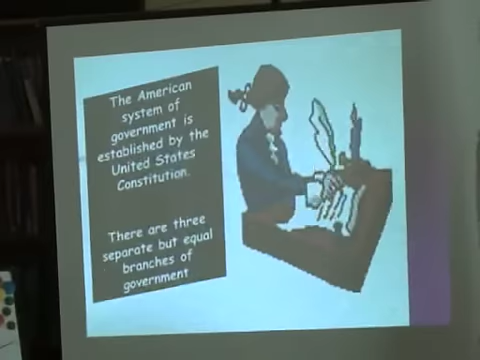 The American
system of
government is
established by the
United States
Constitution.
There are three
separate but equal
branches of
government